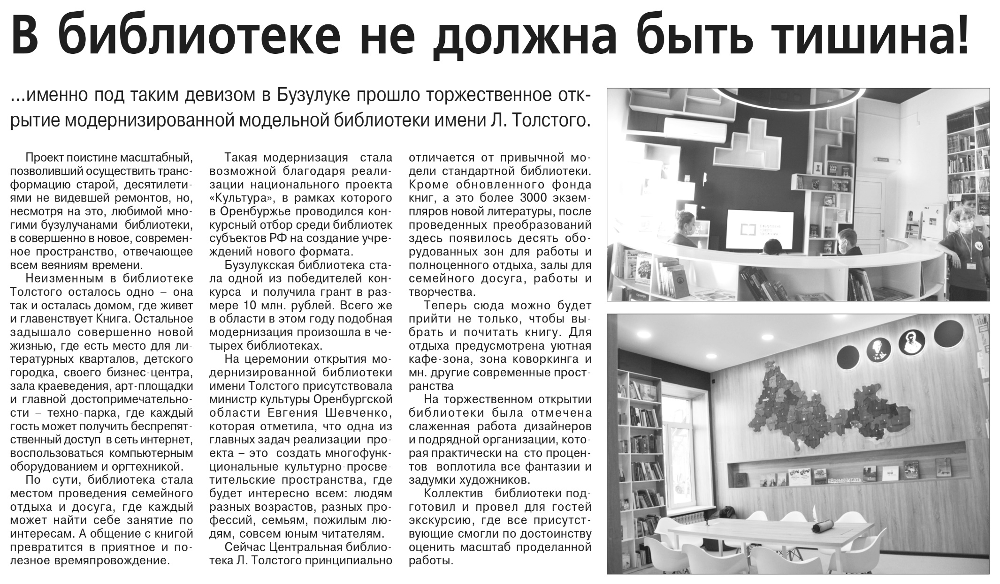 В библиотеке не должна быть тишина!
...именно под таким девизом в Бузулуке прошло торжественное отк-
рытие модернизированной модельной библиотеки имени Л. Толстого.
Проект поистине масштабный,
позволивший осуществить транс-
формацию старой, десятилети-
ями не видевшей ремонтов, но,
несмотря на это, любимой мно-
гими бузулучанами библиотеки,
в совершенно в новое, современ-
ное пространство, отвечающее
всем веяниям времени.
Неизменным в библиотеке
Толстого осталось одно – она
так и осталась домом, где живет
и главенствует Книга. Остальное
задышало совершенно новой
жизнью, где есть место для ли-
тературных кварталов, детского
городка, своего бизнес-центра,
зала краеведения, арт-площадки
и главной достопримечательно-
сти – техно-парка, где каждый
гость может получить беспрепят-
ственный доступ в сеть интернет,
воспользоваться компьютерным
оборудованием и оргтехникой.
По сути, библиотека стала
местом проведения семейного
отдыха и досуга, где каждый
может найти себе занятие по
интересам. А общение с книгой
превратится в приятное и по-
лезное времяпровождение.
Такая модернизация стала
возможной благодаря реали-
зации национального проекта
«Культура», в рамках которого
в Оренбуржье проводился кон-
курсный отбор среди библиотек
субъектов РФ на создание учре-
ждений нового формата.
Бузулукская библиотека ста-
ла одной из победителей кон-
курса и получила грант в раз-
мере 10 млн. рублей. Всего же
в области в этом году подобная
модернизация произошла в че-
тырех библиотеках.
На церемонии открытия мо-
дернизированной библиотеки
имени Толстого присутствовала
министр культуры Оренбургской
области Евгения Шевченко,
которая отметила, что одна из
главных задач реализации про-
екта – это создать многофунк-
циональные культурно-просве-
тительские пространства, где
будет интересно всем: людям
разных возрастов, разных про-
фессий, семьям, пожилым лю-
дям, совсем юным читателям.
Сейчас Центральная библио-
тека Л. Толстого принципиально
отличается от привычной мо-
дели стандартной библиотеки.
Кроме обновленного фонда
книг, а это более 3000 экзем-
пляров новой литературы, после
проведенных преобразований
здесь появилось десять обо-
рудованных зон для работы и
полноценного отдыха, залы для
семейного досуга, работы и
творчества.
Теперь сюда можно будет
прийти не только, чтобы вы-
брать и почитать книгу. Для
отдыха предусмотрена уютная
кафе-зона, зона коворкинга и
мн. другие современные прост-
ранства
На торжественном открытии
библиотеки была отмечена
слаженная работа дизайнеров
и подрядной организации, кото-
рая практически на сто процен-
тов воплотила все фантазии и
задумки художников.
Коллектив библиотеки под-
готовил и провел для гостей
экскурсию, где все присутст-
вующие смогли по достоинству
оценить масштаб проделанной
работы.
#ВремяЧитать